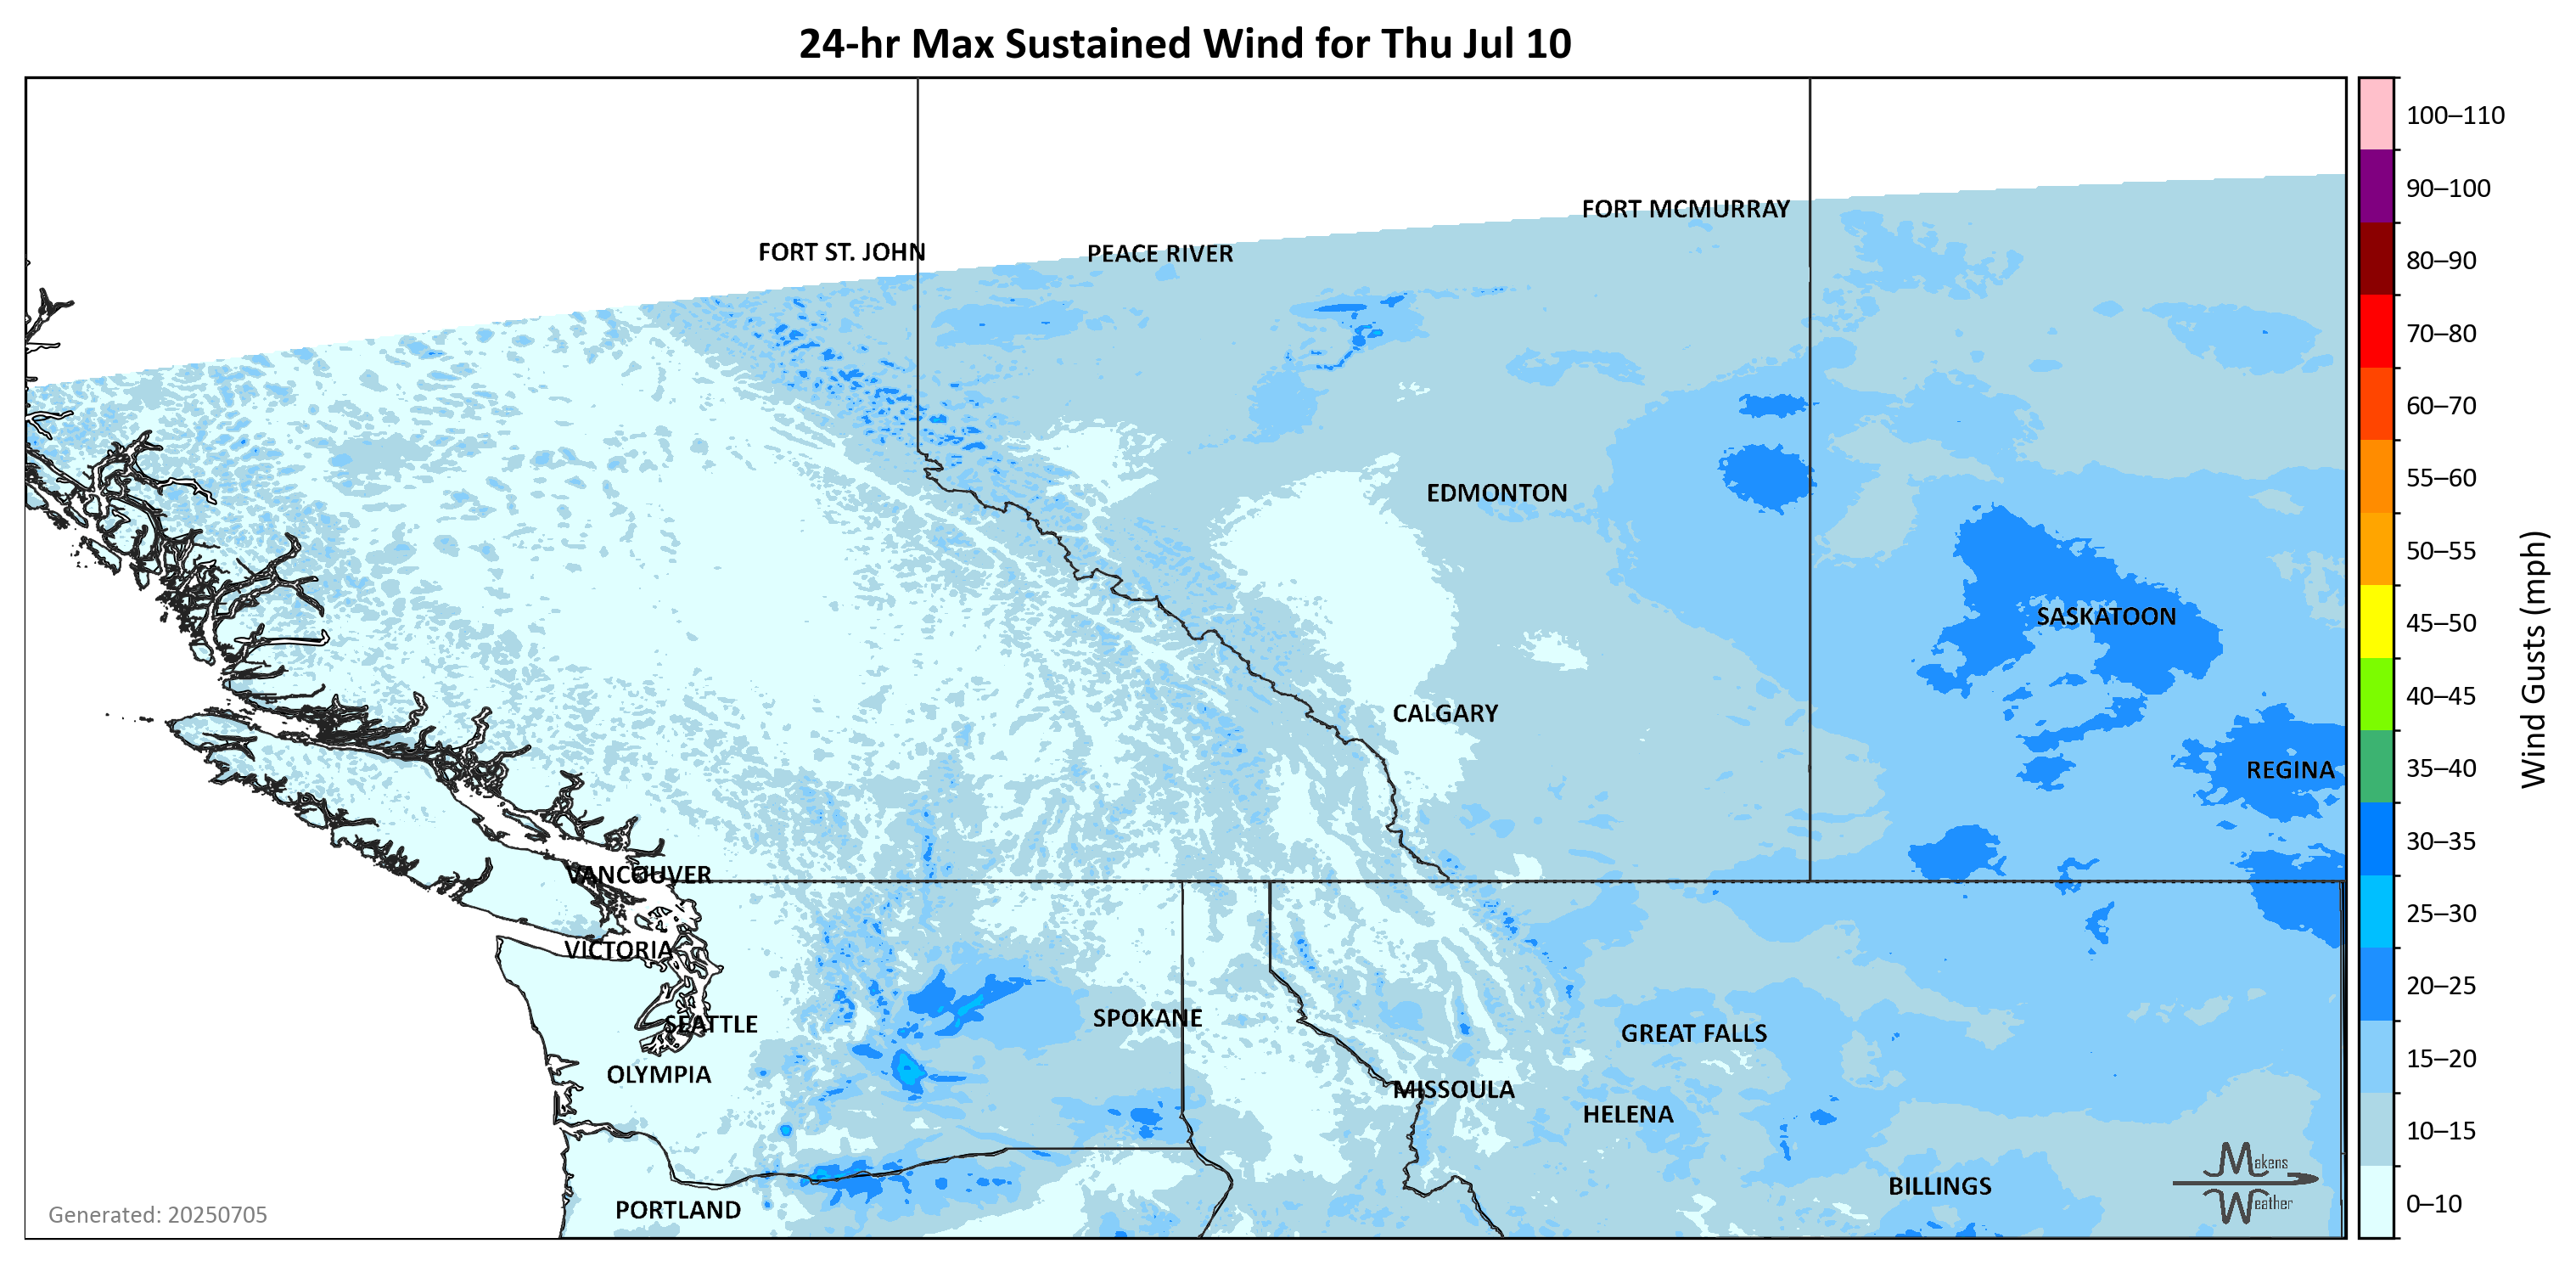 24-hr Max Sustained Wind for Thu Jul 10
100–110
90–100
80–90
70–80
60–70
55–60
50–55
45–50
40–45
35–40
30–35
25–30
20–25
15–20
10–15
0–10
Wind Gusts (mph)
FORT MCMURRAY
FORT ST. JOHN
PEACE RIVER
EDMONTON
SASKATOON
CALGARY
REGINA
VANCOUVER
VICTORIA
SEATTLE
SPOKANE
GREAT FALLS
OLYMPIA
MISSOULA
HELENA
BILLINGS
PORTLAND
Makens
Weather
Generated: 20250705